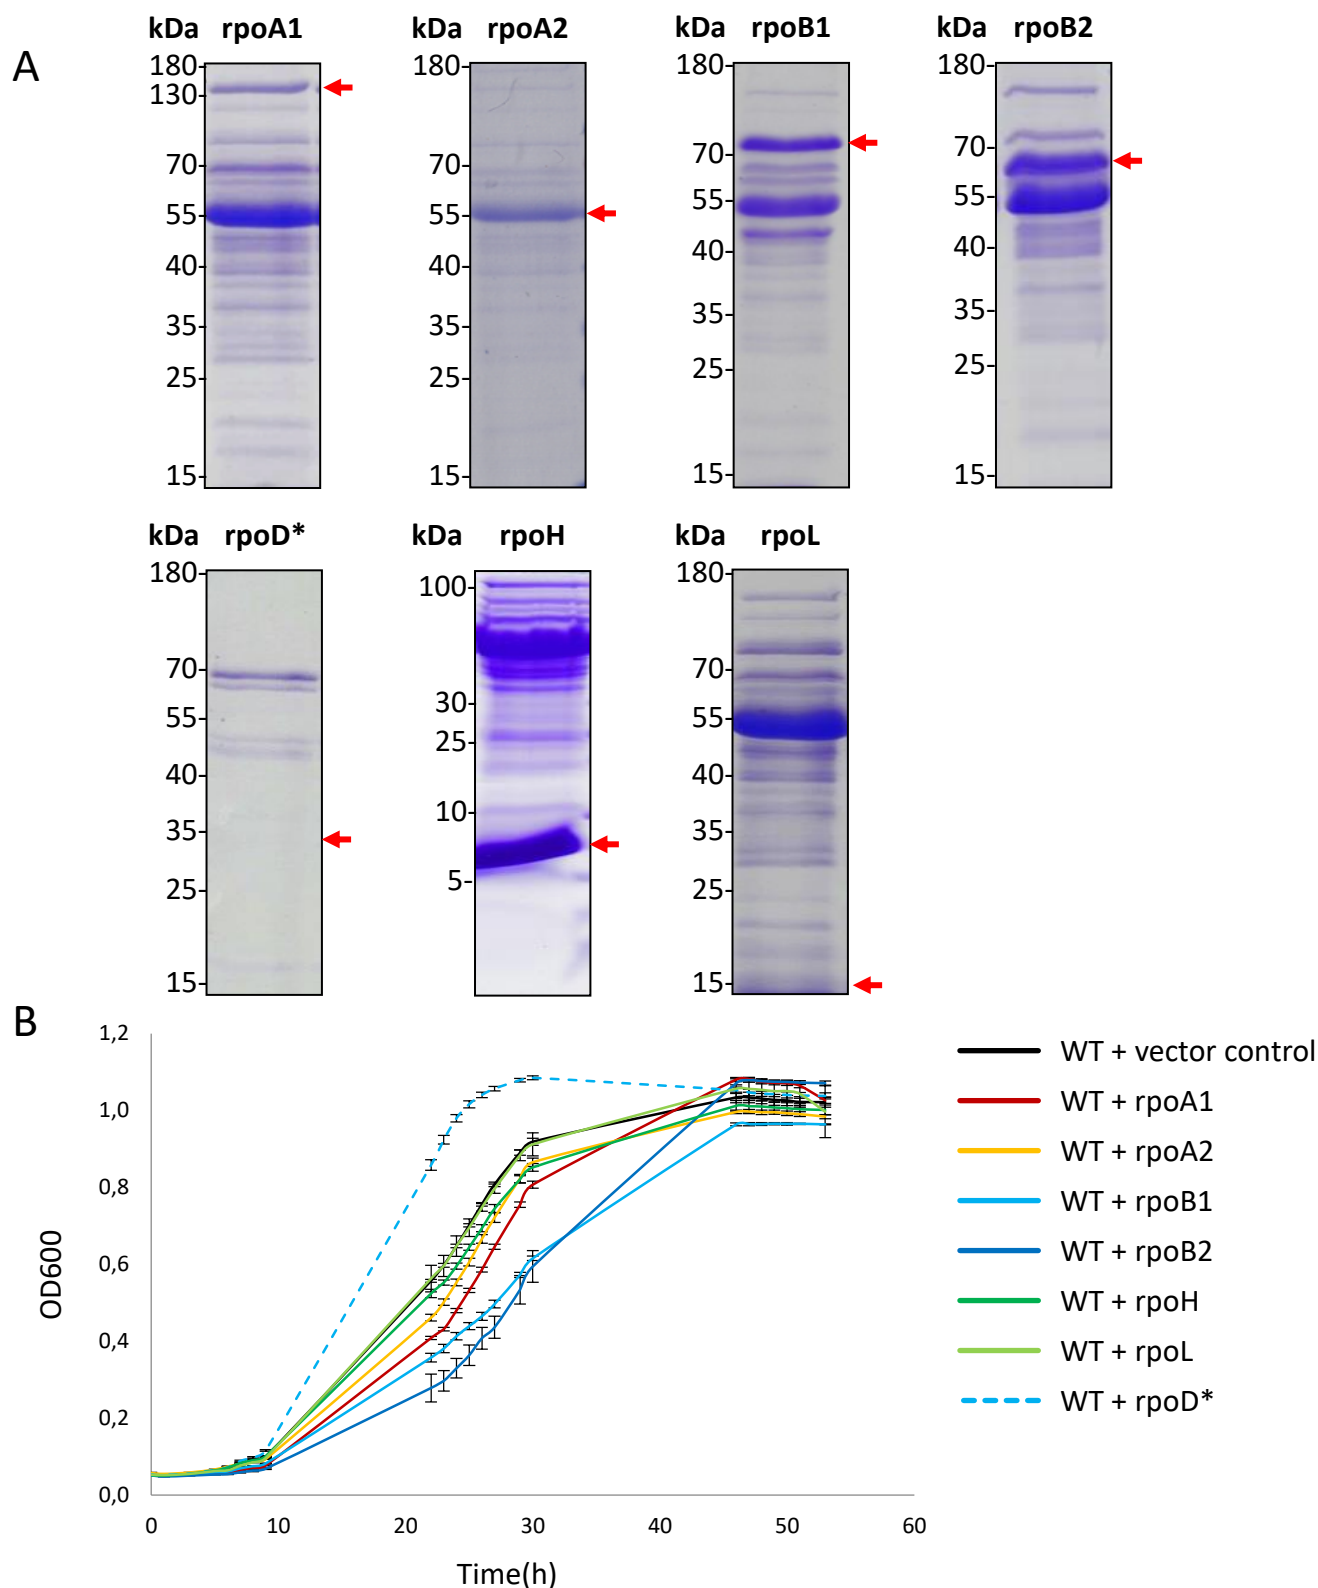 A
kDa rpoA1
180
130
70
55
40
35
25
15
kDa rpoA2
180
70
55
40
35
25
15
kDa rpoB1
180
70
55
40
35
25
15
kDa rpoB2
180
70
55
40
35
25
15
kDa rpoD*
180
70
55
40
35
25
15
kDa rpoH
100
30
25
10
5
kDa rpoL
180
70
55
40
35
25
15
B
1,2
1,0
0,8
0,6
0,4
0,2
0,0
OD600
0 10 20 30 40 50 60
Time(h)
WT + vector control
WT + rpoA1
WT + rpoA2
WT + rpoB1
WT + rpoB2
WT + rpoH
WT + rpoL
WT + rpoD*